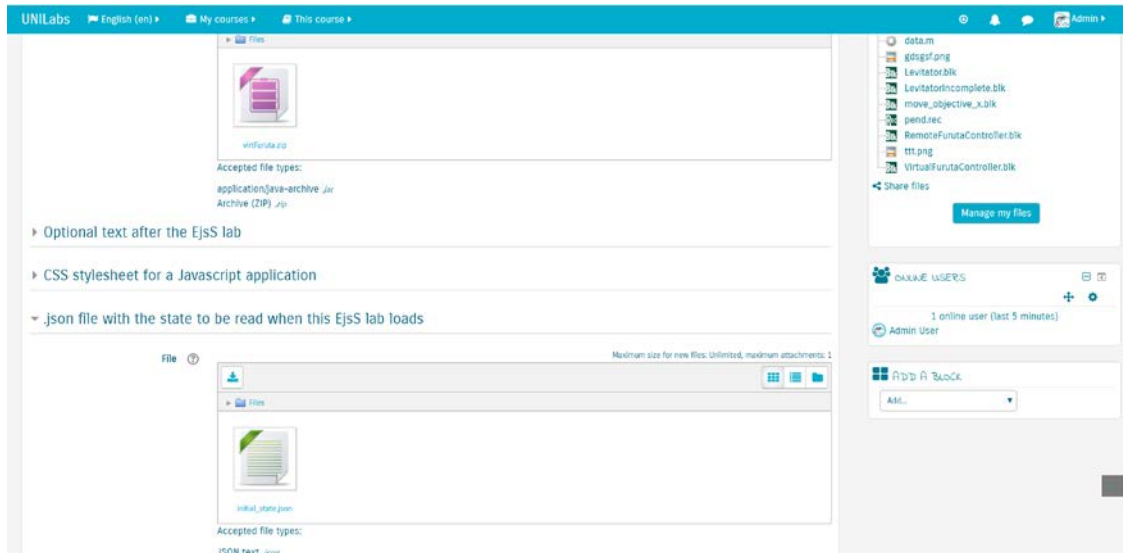 UNILabs English (en) My courses This course Admin
Files
virtFuruta.zip
Accepted file types:
application/java-archive .jar
Archive (ZIP) .zip
Optional text after the EjsS lab
CSS stylesheet for a Javascript application
.json file with the state to be read when this EjsS lab loads
File
Maximum size for new files: Unlimited, maximum attachments: 1
Files
initial_state.json
Accepted file types:
JSON text .json
data.m
gdsgsf.png
Levitator.blk
LevitatorIncomplete.blk
move_objective_x.blk
pend.rec
RemoteFurutaController.blk
ttt.png
VirtualFurutaController.blk
Share files
Manage my files
ONLINE USERS
1 online user (last 5 minutes)
Admin User
ADD A BLOCK
Add...